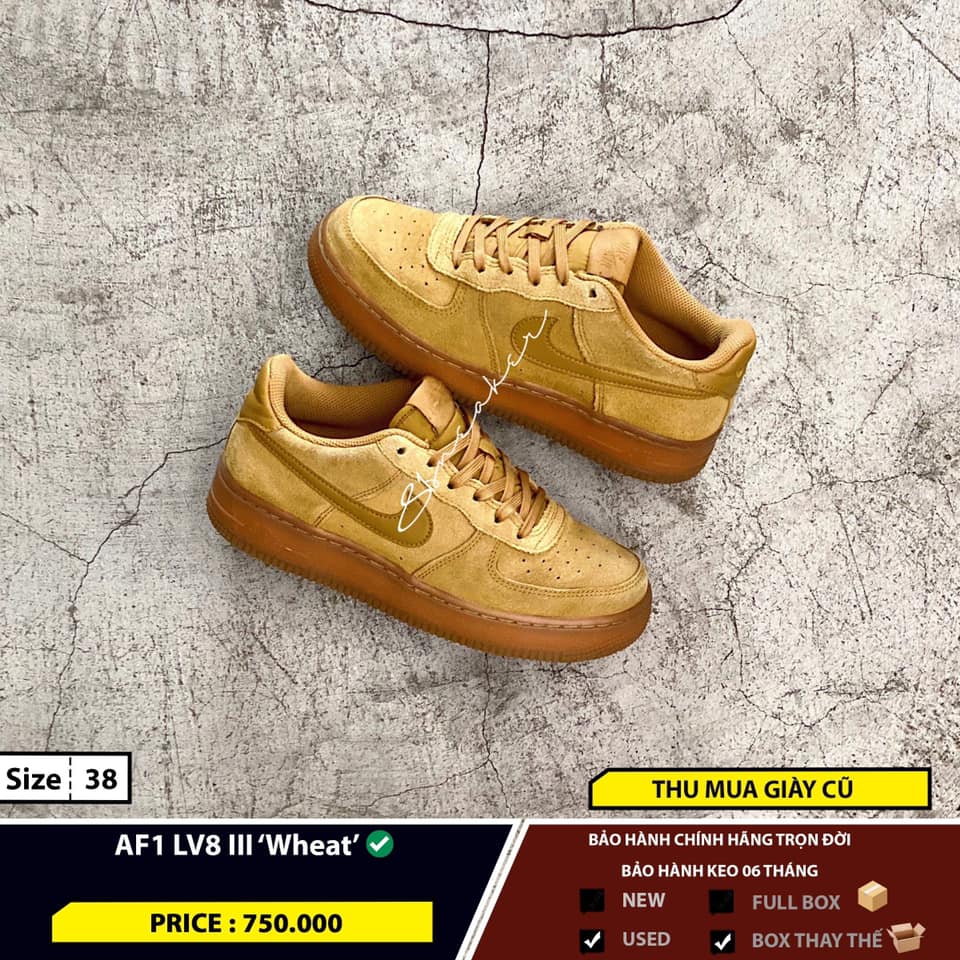 8Sneaker
Size 38
THU MUA GIÀY CŨ
AF1 LV8 III ‘Wheat’
PRICE : 750.000
BẢO HÀNH CHÍNH HÃNG TRỌN ĐỜI
BẢO HÀNH KEO 06 THÁNG
NEW
FULL BOX
USED
BOX THAY THẾ